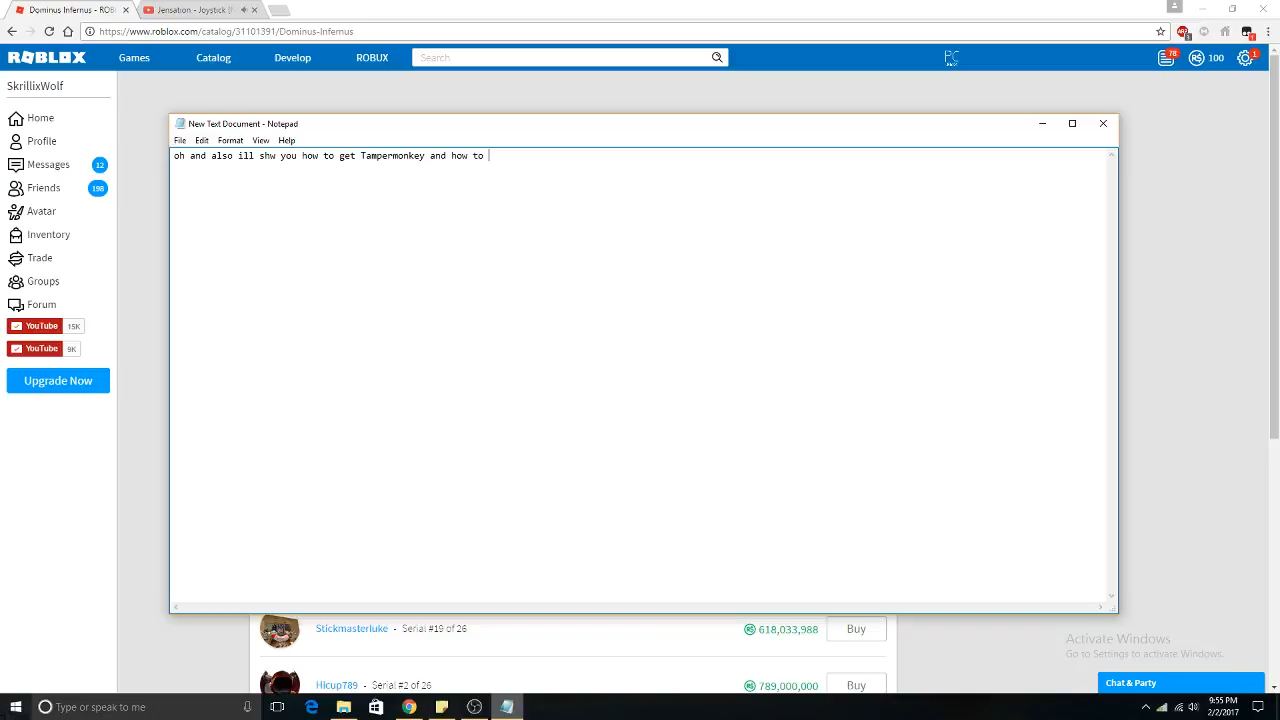 Dominus Infernus - ROB
Jensation - Joystick [
https://www.roblox.com/catalog/31101391/Dominus-Infernus
ROBLOX Games Catalog Develop ROBUX Search 78 100 1
SkrillixWolf
Home
Profile
Messages 12
Friends 198
Avatar
Inventory
Trade
Groups
Forum
YouTube 15K
YouTube 9K
Upgrade Now
New Text Document - Notepad
File Edit Format View Help
oh and also ill shw you how to get Tampermonkey and how to
Stickmasterluke - Serial #19 of 26 618,033,988 Buy
Hicup789 - Serial #2 of 26 789,000,000 Buy
Activate Windows
Go to Settings to activate Windows.
Chat & Party
Type or speak to me
9:55 PM
2/2/2017